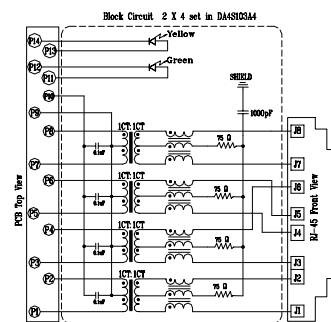 Block Circuit 2 X 4 set in DA4S103A4
P14 Yellow
P13
P12 Green
P11
P10 SHIELD
P9 1000pF
P8 1CT:1CT 75 Ω J8
0.1uF
P7 J7
P6 1CT:1CT 75 Ω J6
0.1uF
P5 J5
P4 1CT:1CT 75 Ω J4
0.1uF
P3 J3
P2 1CT:1CT 75 Ω J2
0.1uF
P1 J1
PCB Top View
RJ-45 Front View